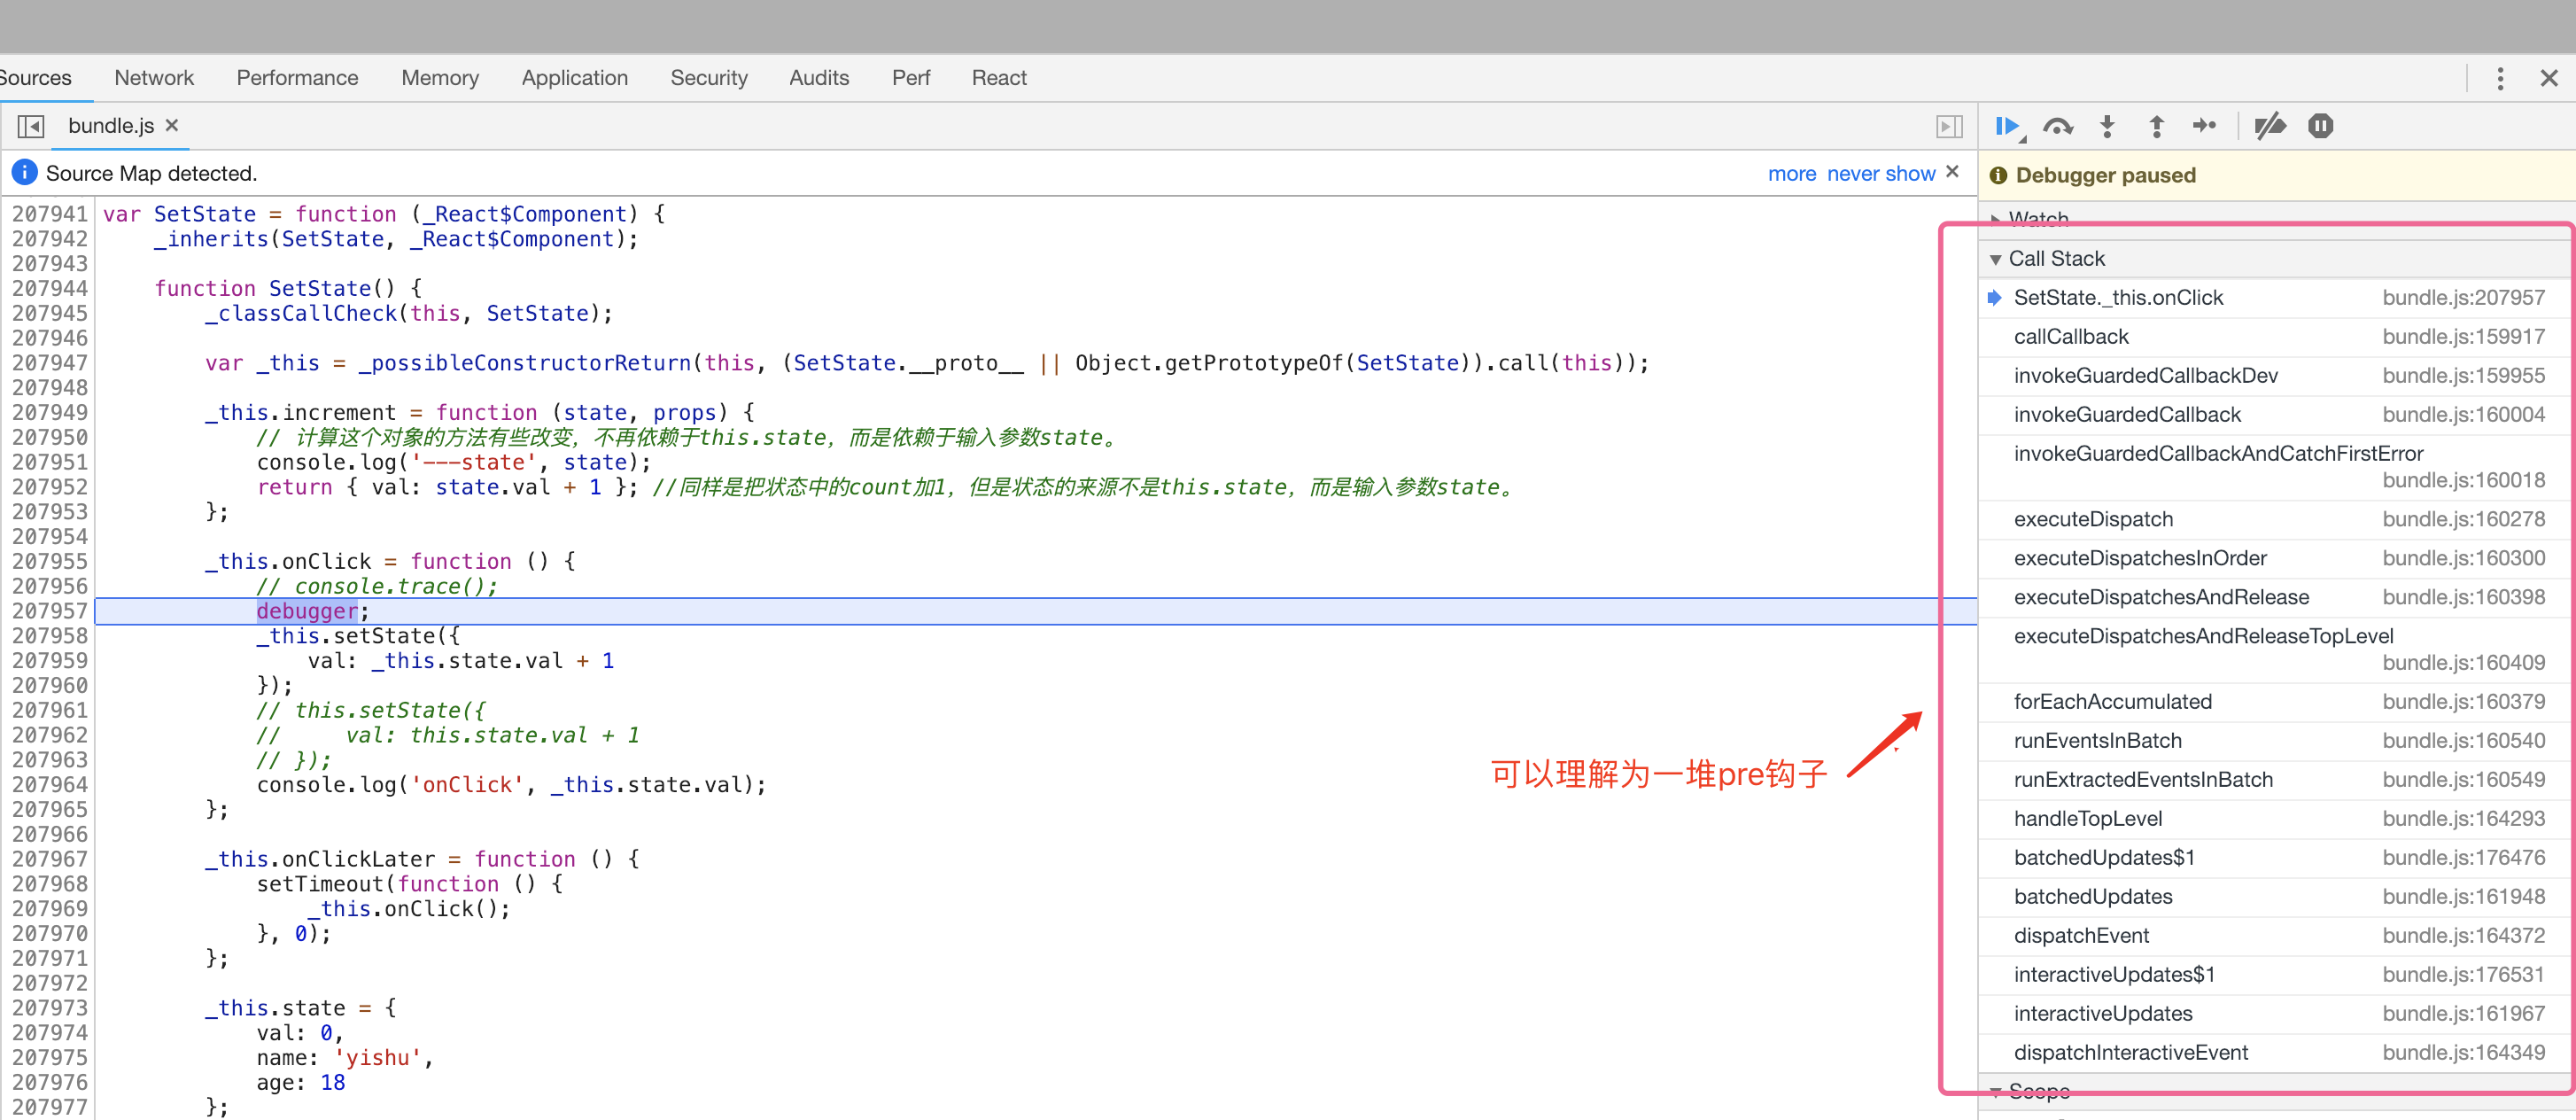 Sources Network Performance Memory Application Security Audits Perf React
bundle.js
Source Map detected.
more never show
207941 var SetState = function (_React$Component) {
207942     _inherits(SetState, _React$Component);
207943
207944     function SetState() {
207945         _classCallCheck(this, SetState);
207946
207947         var _this = _possibleConstructorReturn(this, (SetState.__proto__ || Object.getPrototypeOf(SetState)).call(this));
207948
207949         _this.increment = function (state, props) {
207950             // 计算这个对象的方法有些改变，不再依赖于this.state，而是依赖于输入参数state。
207951             console.log('---state', state);
207952             return { val: state.val + 1 }; //同样是把状态中的count加1，但是状态的来源不是this.state，而是输入参数state。
207953         };
207954
207955         _this.onClick = function () {
207956             // console.trace();
207957             debugger;
207958             _this.setState({
207959                 val: _this.state.val + 1
207960             });
207961             // this.setState({
207962             //     val: this.state.val + 1
207963             // });
207964             console.log('onClick', _this.state.val);
207965         };
207966
207967         _this.onClickLater = function () {
207968             setTimeout(function () {
207969                 _this.onClick();
207970             }, 0);
207971         };
207972
207973         _this.state = {
207974             val: 0,
207975             name: 'yishu',
207976             age: 18
207977         };
可以理解为一堆pre钩子
Debugger paused
Watch
Call Stack
SetState._this.onClick bundle.js:207957
callCallback bundle.js:159917
invokeGuardedCallbackDev bundle.js:159955
invokeGuardedCallback bundle.js:160004
invokeGuardedCallbackAndCatchFirstError
bundle.js:160018
executeDispatch bundle.js:160278
executeDispatchesInOrder bundle.js:160300
executeDispatchesAndRelease bundle.js:160398
executeDispatchesAndReleaseTopLevel
bundle.js:160409
forEachAccumulated bundle.js:160379
runEventsInBatch bundle.js:160540
runExtractedEventsInBatch bundle.js:160549
handleTopLevel bundle.js:164293
batchedUpdates$1 bundle.js:176476
batchedUpdates bundle.js:161948
dispatchEvent bundle.js:164372
interactiveUpdates$1 bundle.js:176531
interactiveUpdates bundle.js:161967
dispatchInteractiveEvent bundle.js:164349
Scope